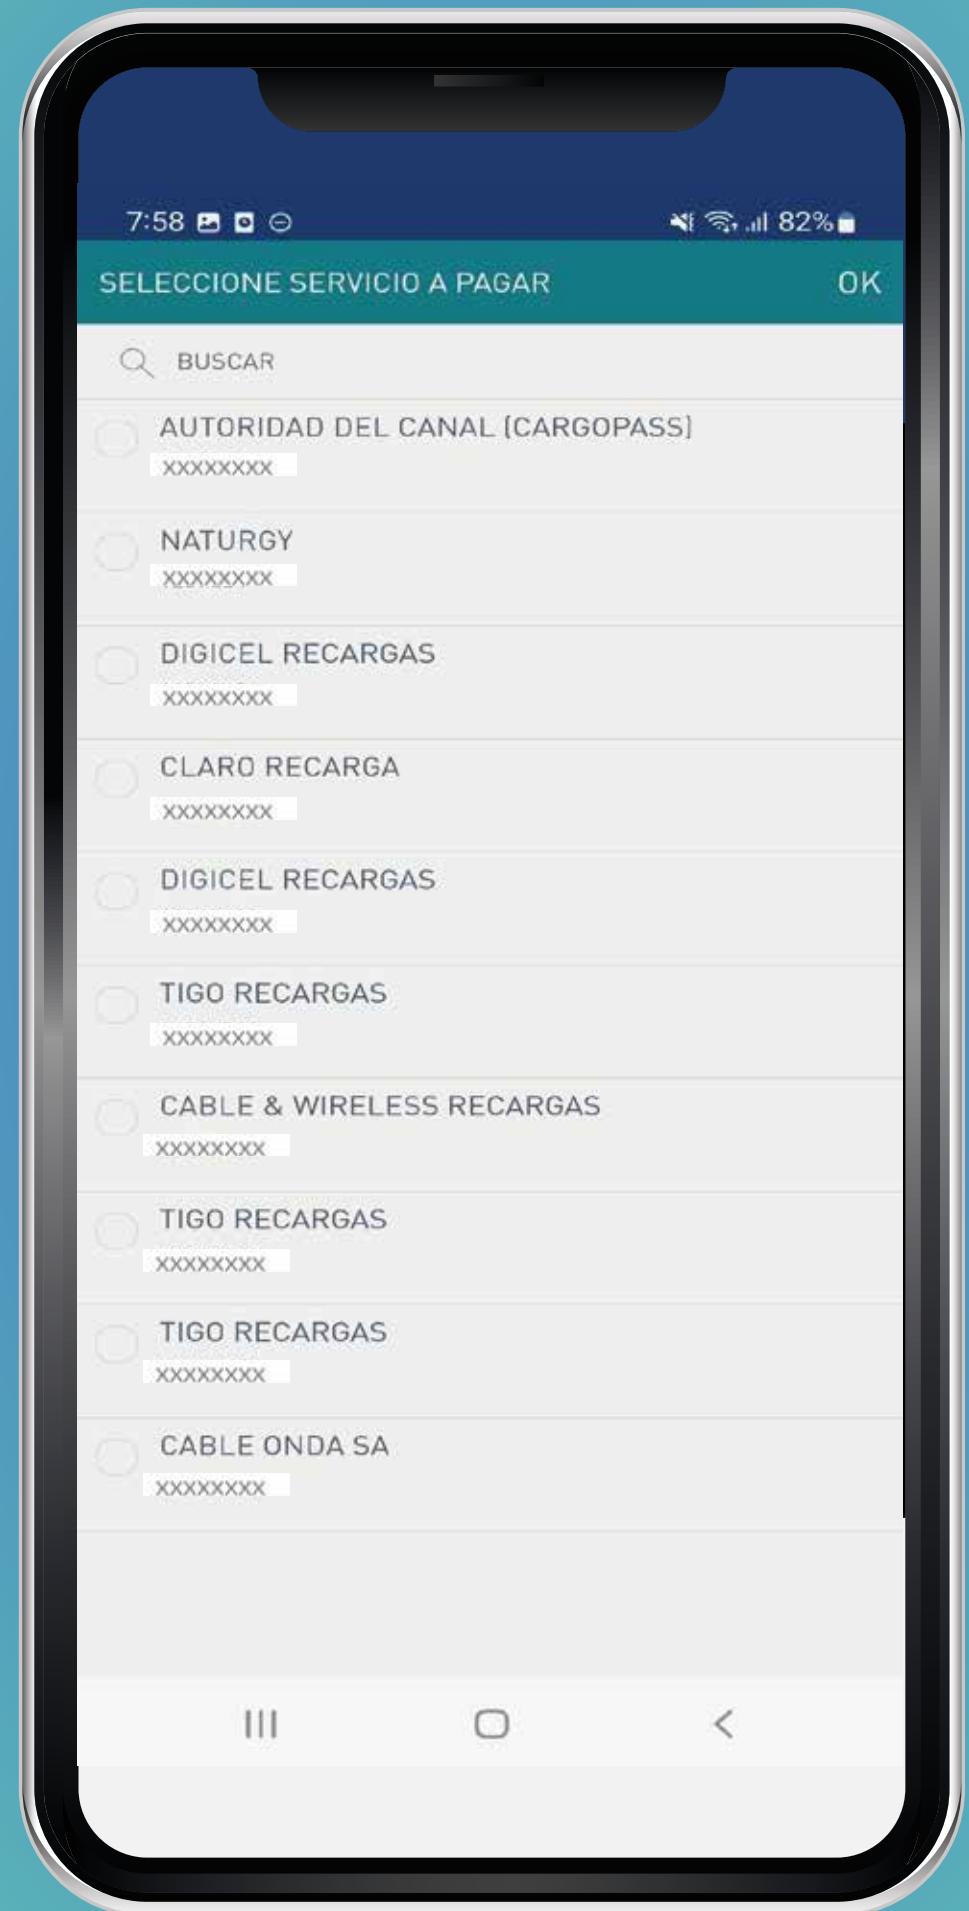 7:58 82%
SELECCIONE SERVICIO A PAGAR OK
BUSCAR
AUTORIDAD DEL CANAL (CARGOPASS)
XXXXXXXX
NATURGY
XXXXXXXX
DIGICEL RECARGAS
XXXXXXXX
CLARO RECARGA
XXXXXXXX
DIGICEL RECARGAS
XXXXXXXX
TIGO RECARGAS
XXXXXXXX
CABLE & WIRELESS RECARGAS
XXXXXXXX
TIGO RECARGAS
XXXXXXXX
TIGO RECARGAS
XXXXXXXX
CABLE ONDA SA
XXXXXXXX